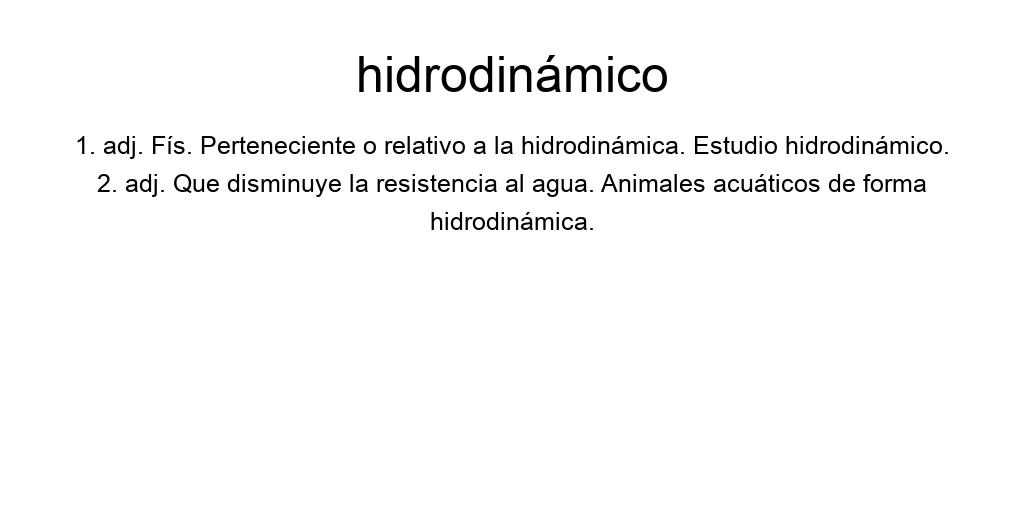 hidrodinámico
1. adj. Fís. Perteneciente o relativo a la hidrodinámica. Estudio hidrodinámico.
2. adj. Que disminuye la resistencia al agua. Animales acuáticos de forma
hidrodinámica.